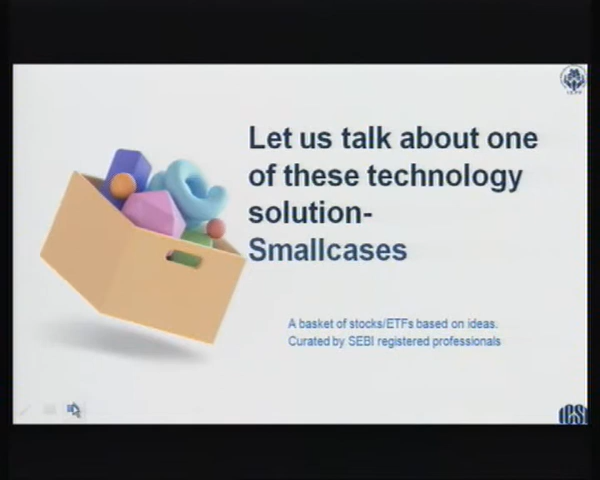 Let us talk about one
of these technology
solution-
Smallcases
A basket of stocks/ETFs based on ideas.
Curated by SEBI registered professionals